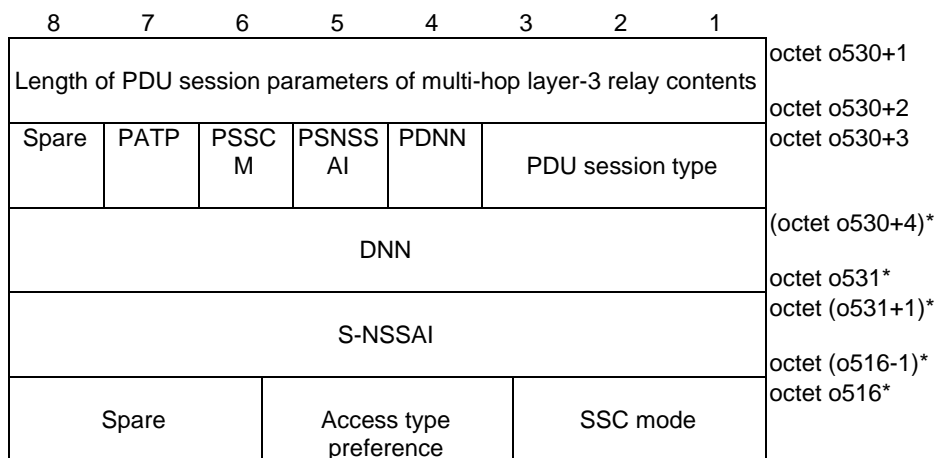 8 7 6 5 4 3 2 1
Length of PDU session parameters of multi-hop layer-3 relay contents
octet o530+1
octet o530+2
Spare PATP PSSC PSNSS PDNN
M AI
PDU session type
octet o530+3
DNN
(octet o530+4)*
octet o531*
S-NSSAI
octet (o531+1)*
octet (o516-1)*
Spare
Access type
preference
SSC mode
octet o516*